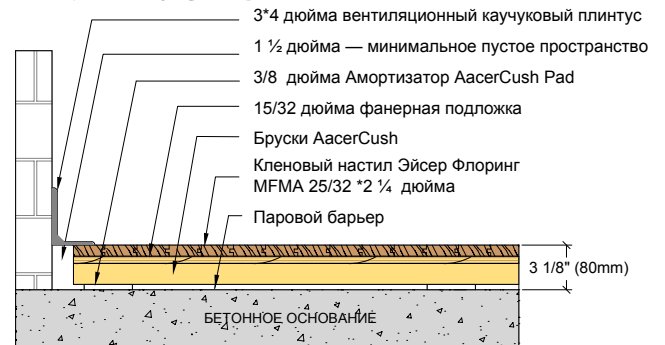 3*4 дюйма вентиляционный каучуковый плинтус
1 ½ дюйма — минимальное пустое пространство
3/8 дюйма Амортизатор AacerCush Pad
15/32 дюйма фанерная подложка
Бруски AacerCush
Кленовый настил Эйсер Флоринг
MFMA 25/32 *2 ¼ дюйма
Паровой барьер
3 1/8" (80mm)
БЕТОННОЕ ОСНОВАНИЕ